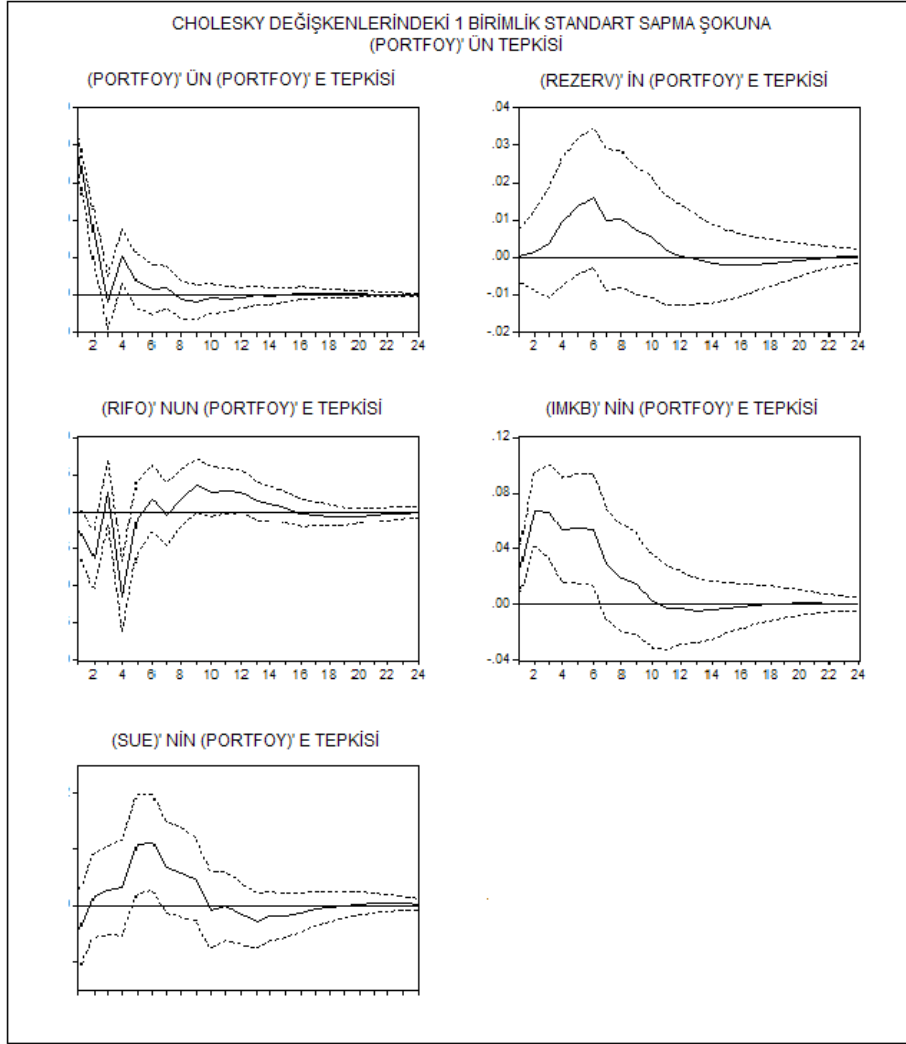 CHOLESKY DEĞİŞKENLERİNDEKİ 1 BİRİMLİK STANDART SAPMA ŞOKUNA
(PORTFOY)' ÜN TEPKİSİ
(PORTFOY)' ÜN (PORTFOY)' E TEPKİSİ
2 4 6 8 10 12 14 16 18 20 22 24
(REZERV)' İN (PORTFOY)' E TEPKİSİ
.04
.03
.02
.01
.00
-.01
-.02
2 4 6 8 10 12 14 16 18 20 22 24
(RIFO)' NUN (PORTFOY)' E TEPKİSİ
2 4 6 8 10 12 14 16 18 20 22 24
(IMKB)' NİN (PORTFOY)' E TEPKİSİ
.12
.08
.04
.00
-.04
2 4 6 8 10 12 14 16 18 20 22 24
(SUE)' NİN (PORTFOY)' E TEPKİSİ